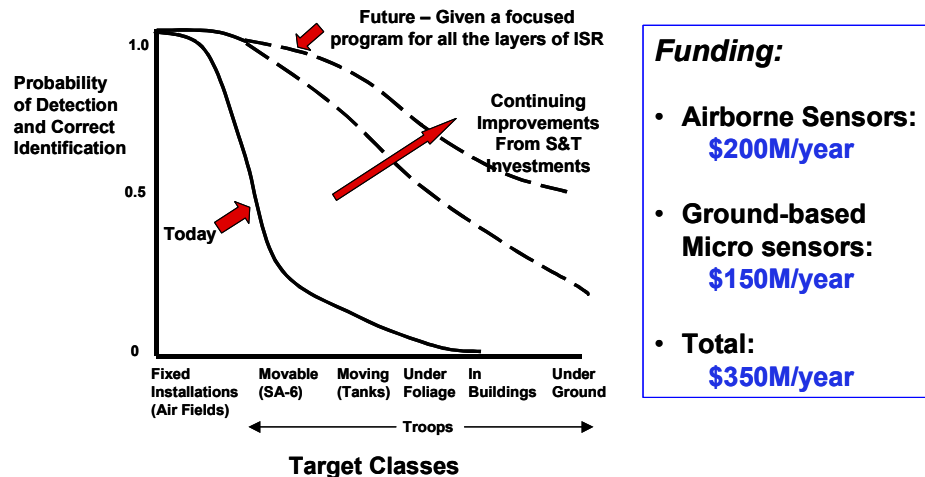 Future – Given a focused
program for all the layers of ISR
1.0
Probability
of Detection
and Correct
Identification
Continuing
Improvements
From S&T
Investments
0.5
Today
0
Fixed
Installations
(Air Fields)
Movable
(SA-6)
Moving
(Tanks)
Under
Foliage
In
Buildings
Under
Ground
Troops
Target Classes
Funding:
• Airborne Sensors:
$200M/year
• Ground-based
Micro sensors:
$150M/year
• Total:
$350M/year